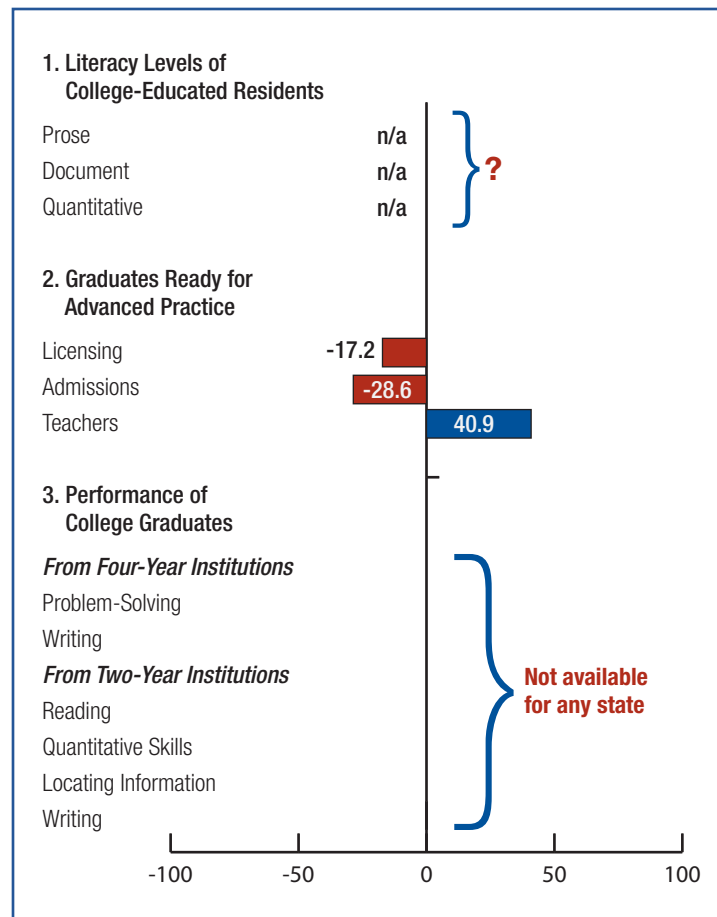 1. Literacy Levels of
College-Educated Residents
Prose n/a
Document n/a
Quantitative n/a
?
2. Graduates Ready for
Advanced Practice
Licensing -17.2
Admissions -28.6
Teachers 40.9
3. Performance of
College Graduates
From Four-Year Institutions
Problem-Solving
Writing
From Two-Year Institutions
Reading
Quantitative Skills
Locating Information
Writing
Not available
for any state
-100 -50 0 50 100